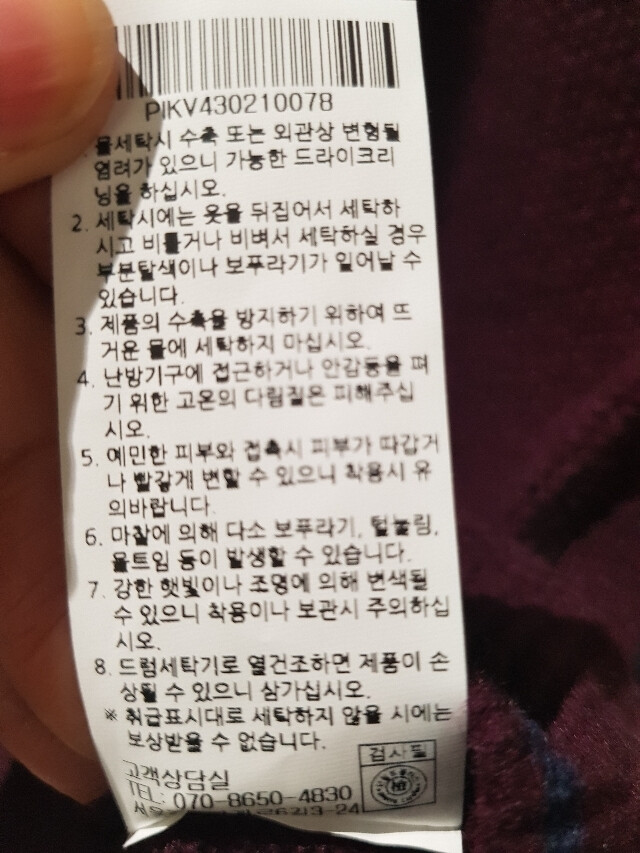 PIKV430210078
물세탁시 수축 또는 외관상 변형될
염려가 있으니 가능한 드라이크리
닝을 하십시오.
2. 세탁시에는 옷을 뒤집어서 세탁하
시고 비틀거나 비벼서 세탁하실 경우
부분탈색이나 보푸라기가 일어날 수
있습니다.
3. 제품의 수축을 방지하기 위하여 뜨
거운 물에 세탁하지 마십시오.
4. 난방기구에 접근하거나 안감등을 펴
기 위한 고온의 다림질은 피해주십
시오.
5. 예민한 피부와 접촉시 피부가 따갑거
나 빨갛게 변할 수 있으니 착용시 유
의바랍니다.
6. 마찰에 의해 다소 보푸라기, 털눌림,
올트임 등이 발생할 수 있습니다.
7. 강한 햇빛이나 조명에 의해 변색될
수 있으니 착용이나 보관시 주의하십
시오.
8. 드럼세탁기로 열건조하면 제품이 손
상될 수 있으니 삼가십시오.
※ 취급표시대로 세탁하지 않을 시에는
보상받을 수 없습니다.
검사필
고객상담실
TEL: 070-8650-4830